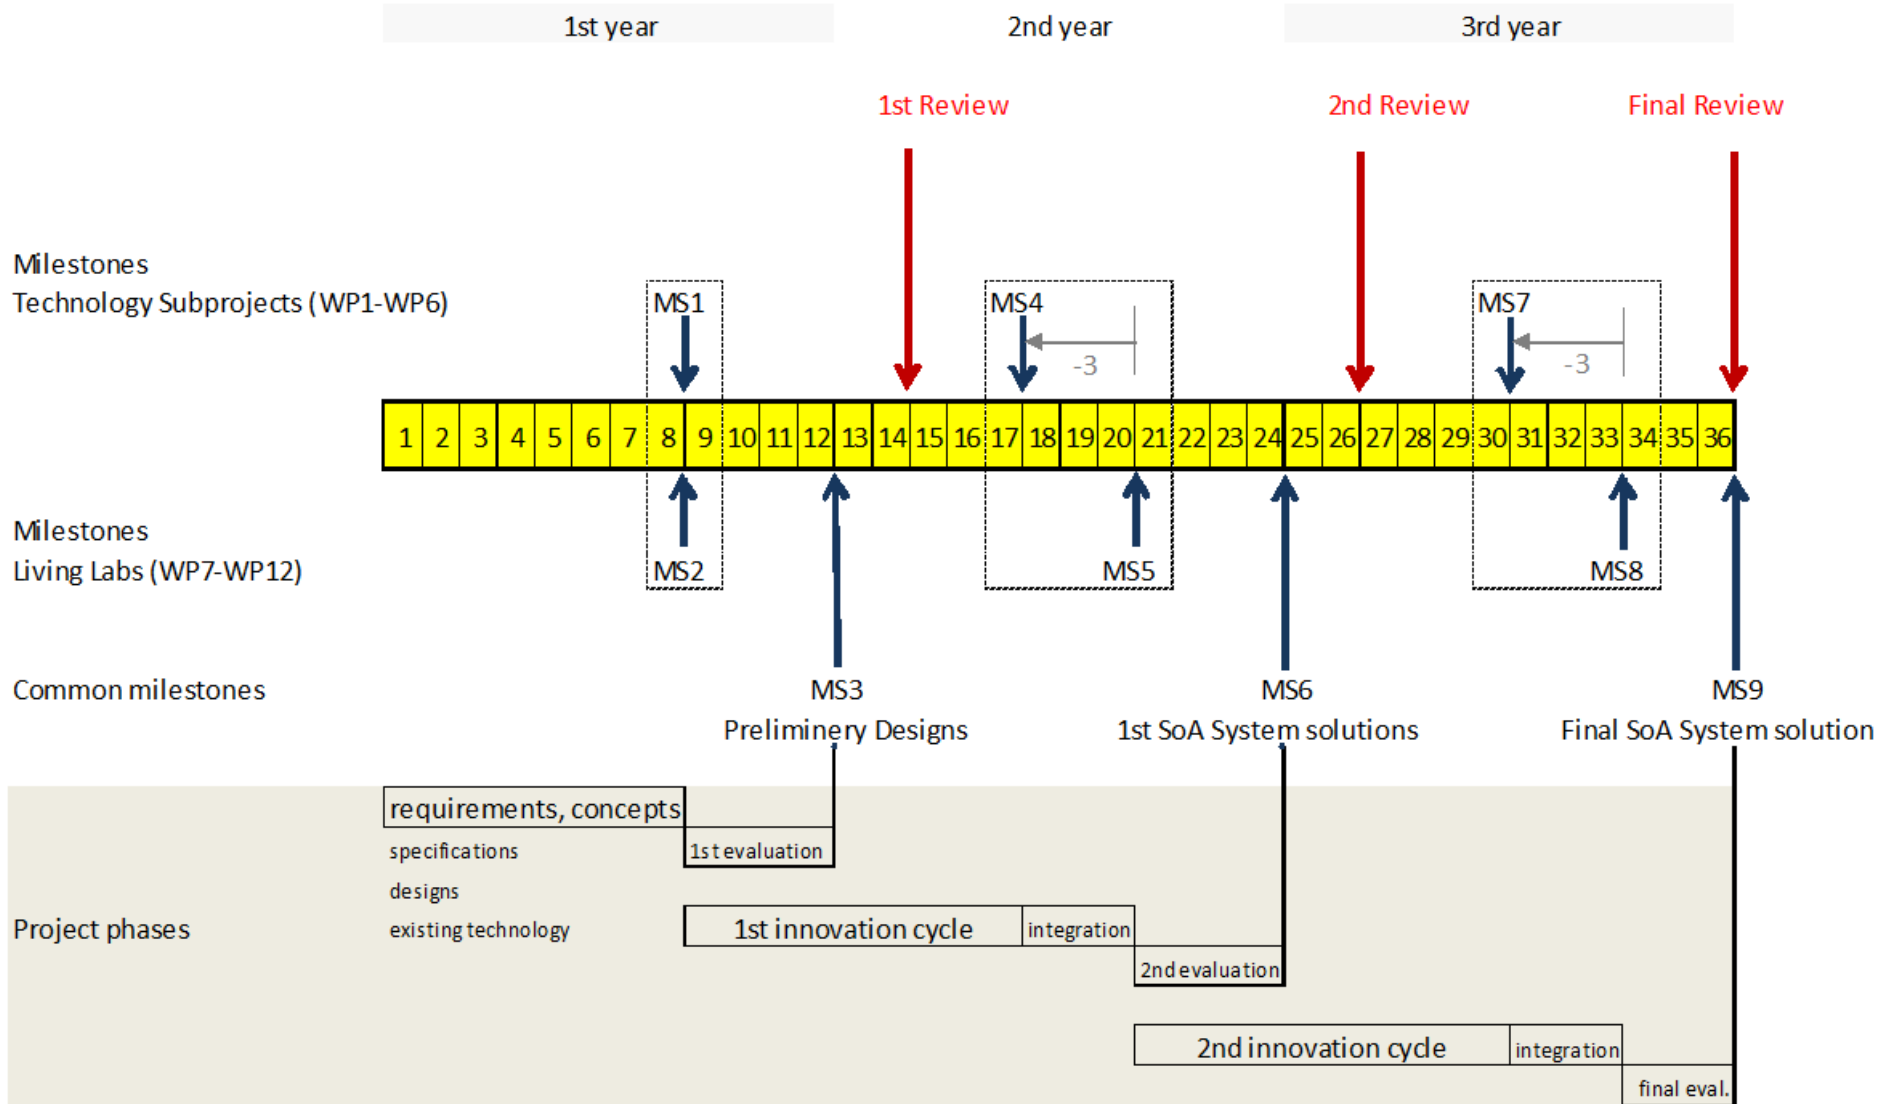 1st year 2nd year 3rd year
1st Review 2nd Review Final Review
Milestones
Technology Subprojects (WP1-WP6)
MS1 MS4 MS7
-3 -3
1 2 3 4 5 6 7 8 9 10 11 12 13 14 15 16 17 18 19 20 21 22 23 24 25 26 27 28 29 30 31 32 33 34 35 36
Milestones
Living Labs (WP7-WP12)
MS2 MS5 MS8
Common milestones MS3 MS6 MS9
Preliminery Designs 1st SoA System solutions Final SoA System solution
requirements, concepts
specifications 1st evaluation
designs
Project phases existing technology 1st innovation cycle integration
2nd evaluation
2nd innovation cycle integration
final eval.